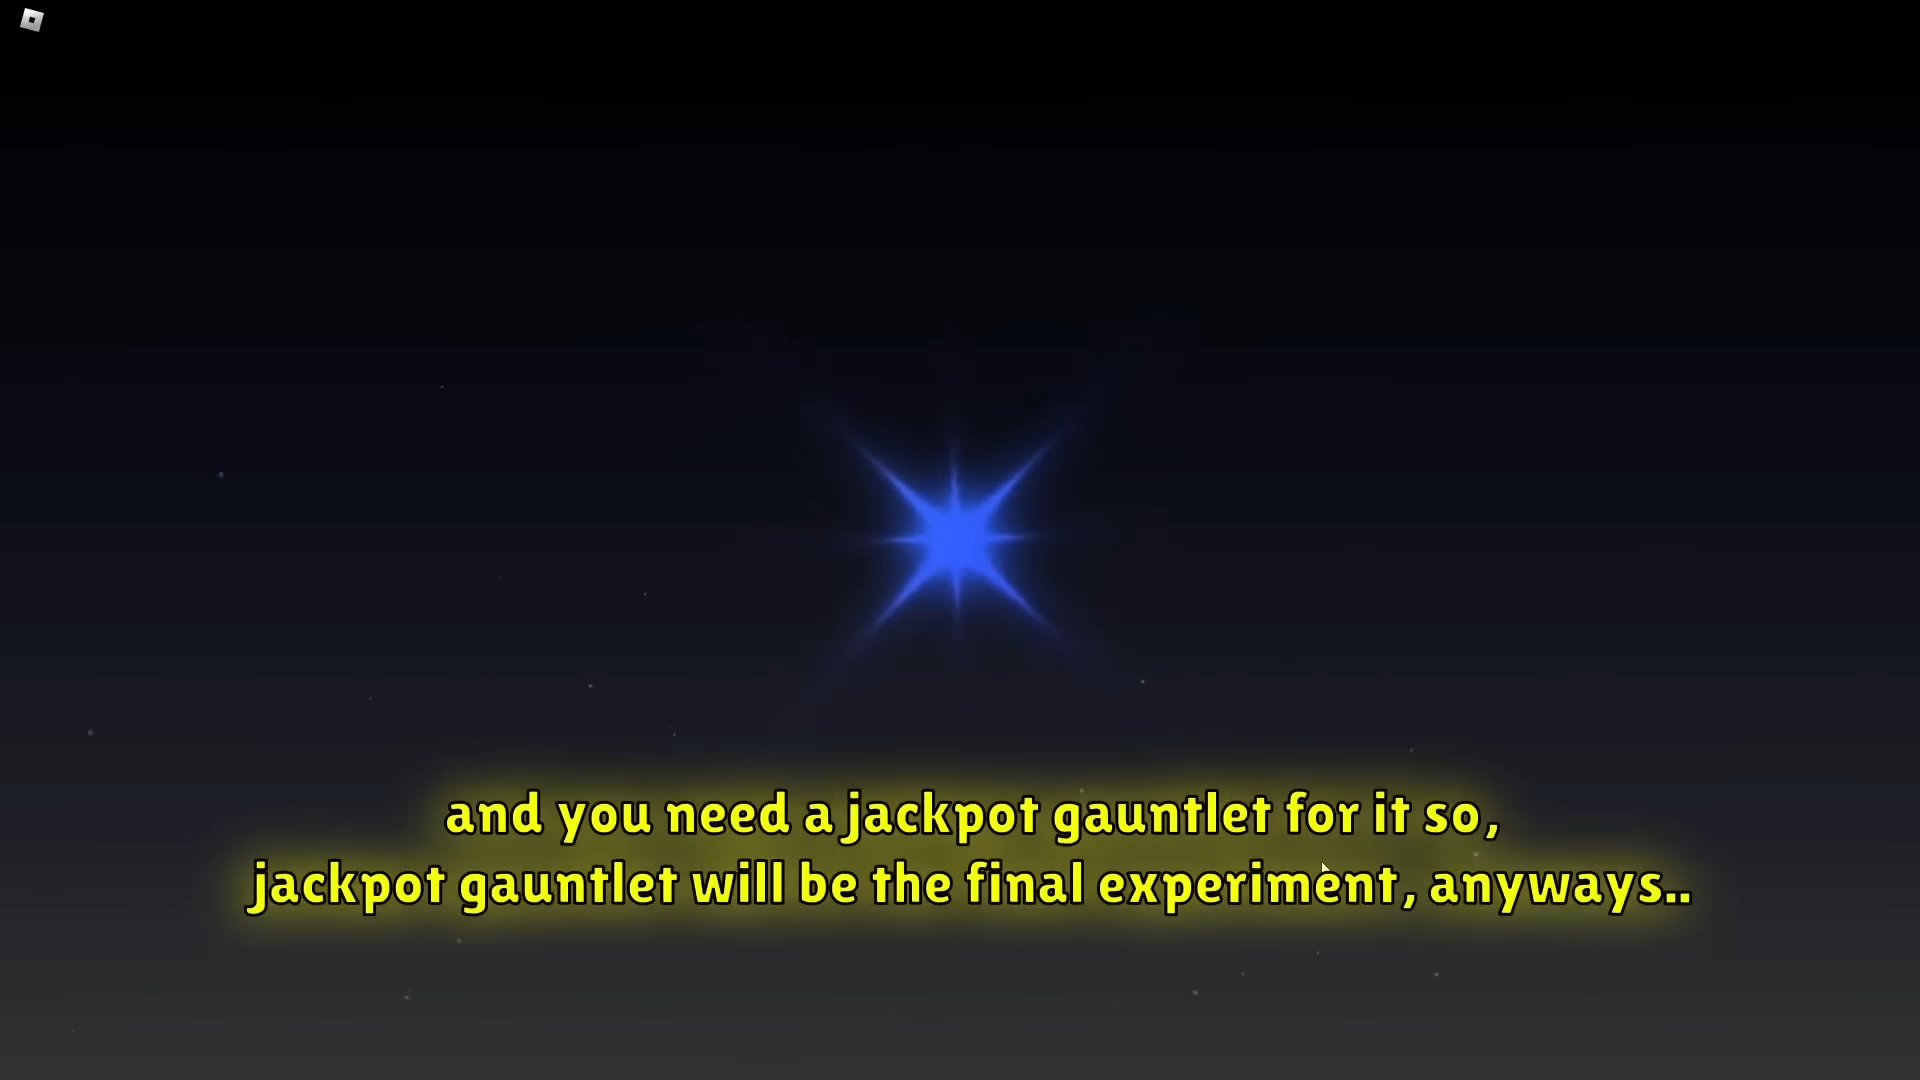 and you need a jackpot gauntlet for it so,
jackpot gauntlet will be the final experiment, anyways..